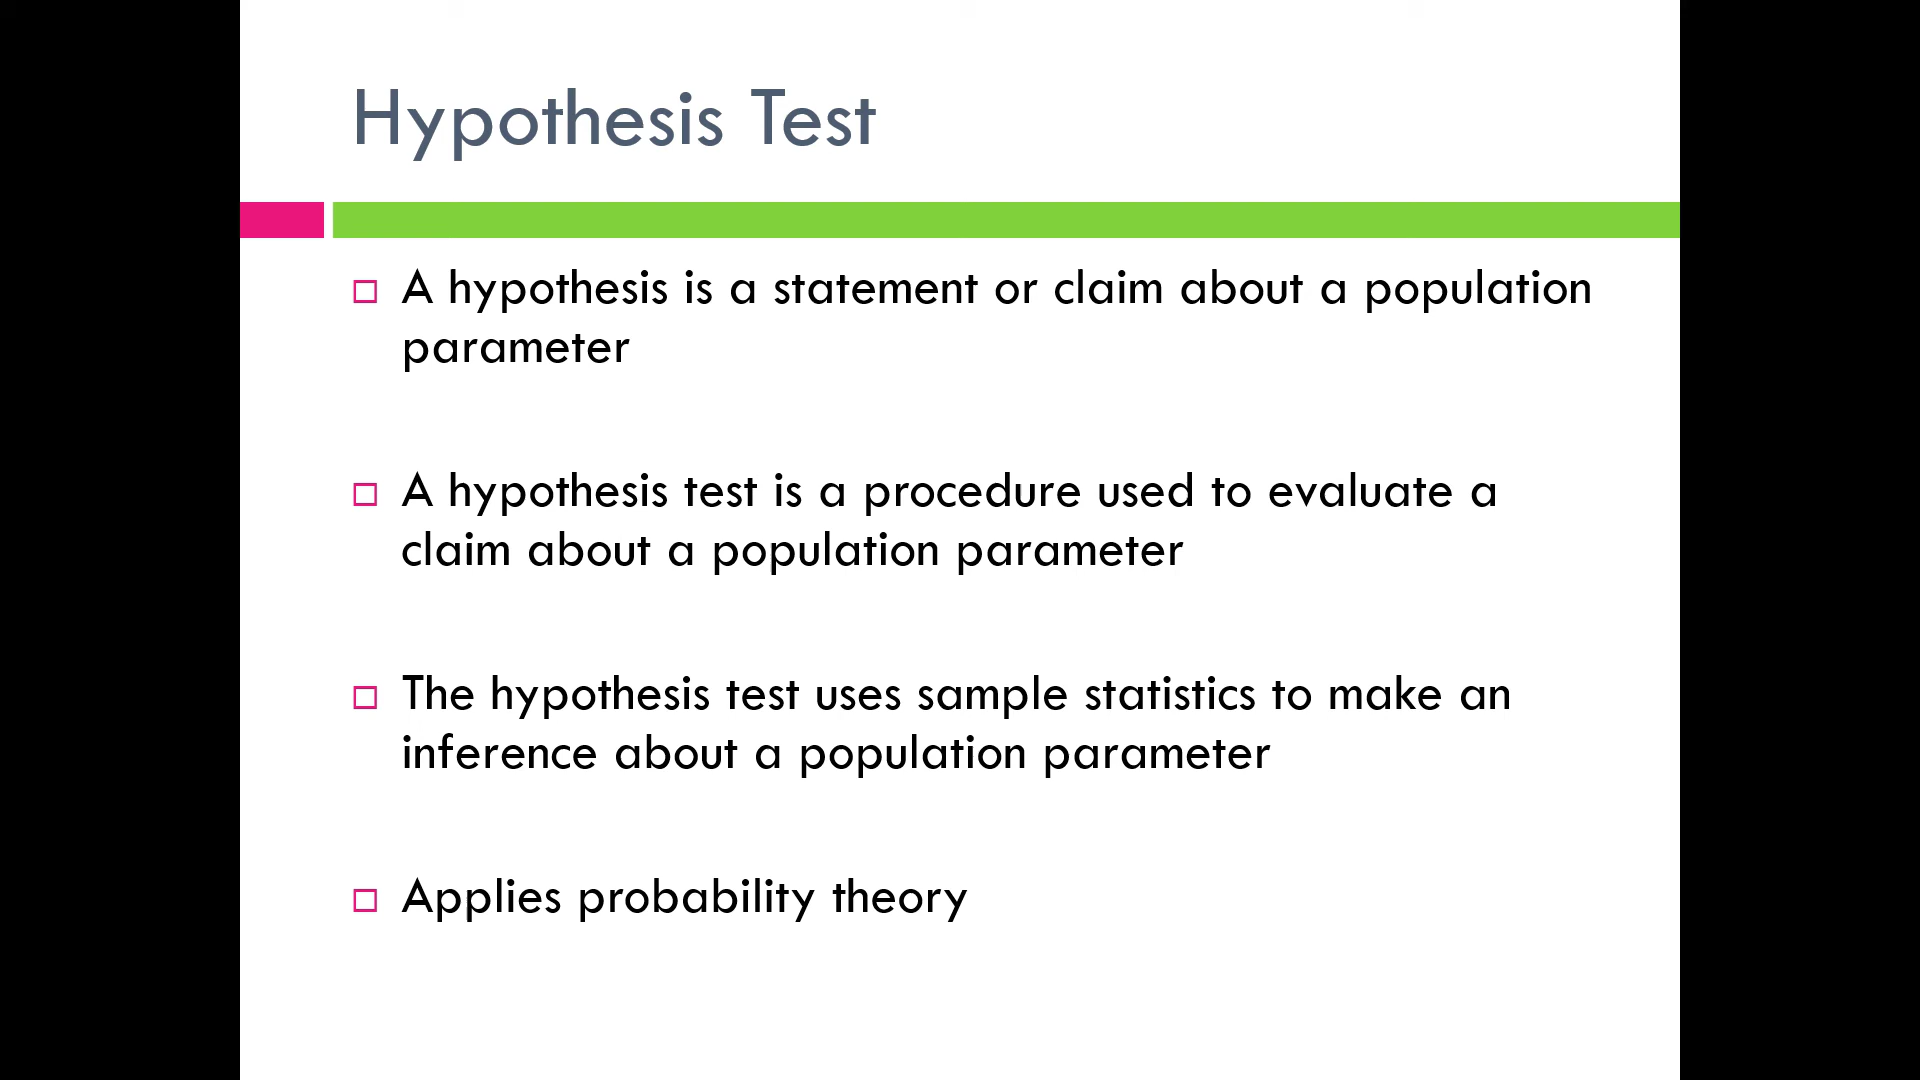 Hypothesis Test
A hypothesis is a statement or claim about a population
parameter
A hypothesis test is a procedure used to evaluate a
claim about a population parameter
The hypothesis test uses sample statistics to make an
inference about a population parameter
Applies probability theory